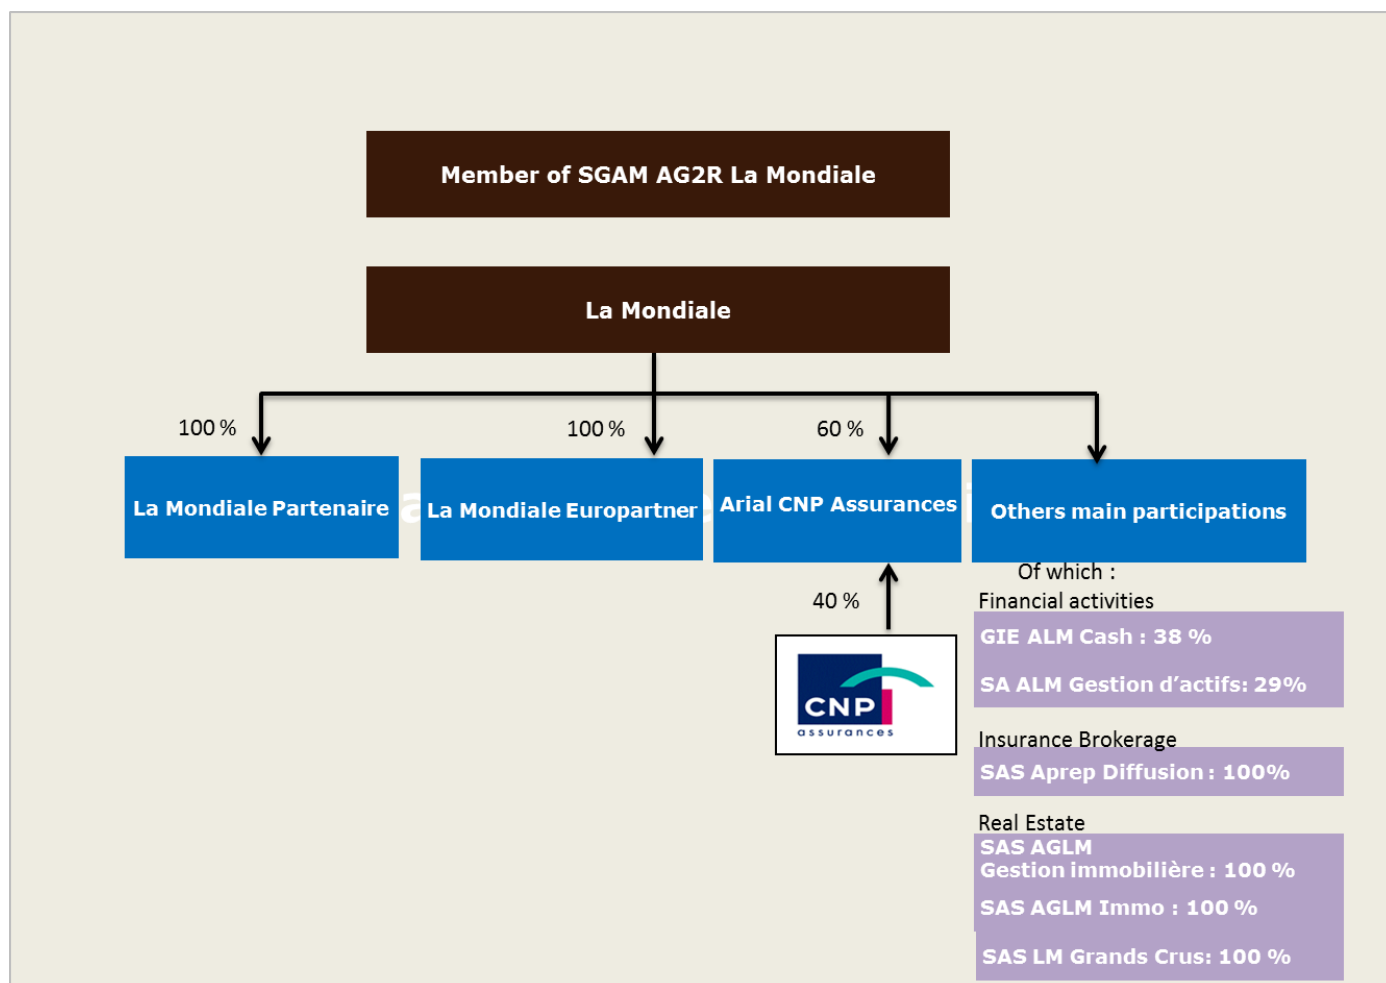 Member of SGAM AG2R La Mondiale
La Mondiale
100 %
100 %
60 %
La Mondiale Partenaire
La Mondiale Europartner
Arial CNP Assurances
Others main participations
40 %
CNP
assurances
Of which :
Financial activities
GIE ALM Cash : 38 %
SA ALM Gestion d’actifs: 29%
Insurance Brokerage
SAS Aprep Diffusion : 100%
Real Estate
SAS AGLM
Gestion immobilière : 100 %
SAS AGLM Immo : 100 %
SAS LM Grands Crus: 100 %